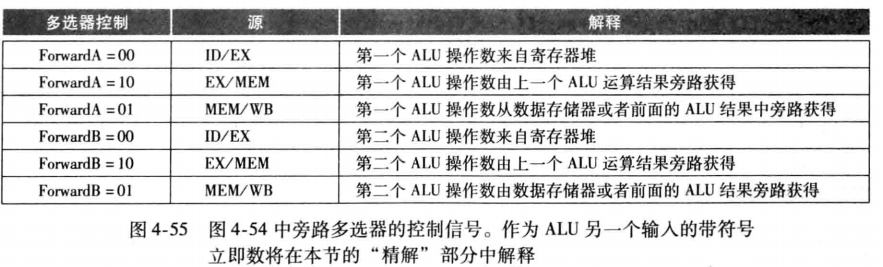 多选器控制 源 解释
ForwardA = 00 ID/EX 第一个 ALU 操作数来自寄存器堆
ForwardA = 10 EX/MEM 第一个 ALU 操作数由上一个 ALU 运算结果旁路获得
ForwardA = 01 MEM/WB 第一个 ALU 操作数从数据存储器或者前面的 ALU 结果中旁路获得
ForwardB = 00 ID/EX 第二个 ALU 操作数来自寄存器堆
ForwardB = 10 EX/MEM 第二个 ALU 操作数由上一个 ALU 运算结果旁路获得
ForwardB = 01 MEM/WB 第二个 ALU 操作数由数据存储器或者前面的 ALU 结果旁路获得
图 4-55 图 4-54 中旁路多选器的控制信号。作为 ALU 另一个输入的带符号
立即数将在本节的“精解”部分中解释